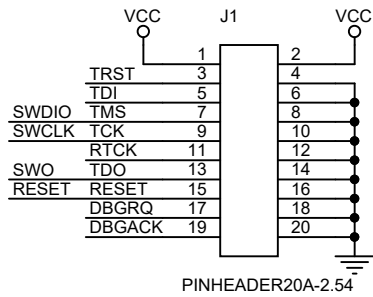 VCC J1 VCC
1 2
TRST 3 4
TDI 5 6
SWDIO TMS 7 8
SWCLK TCK 9 10
RTCK 11 12
SWO TDO 13 14
RESET RESET 15 16
DBGRQ 17 18
DBGACK 19 20
PINHEADER20A-2.54